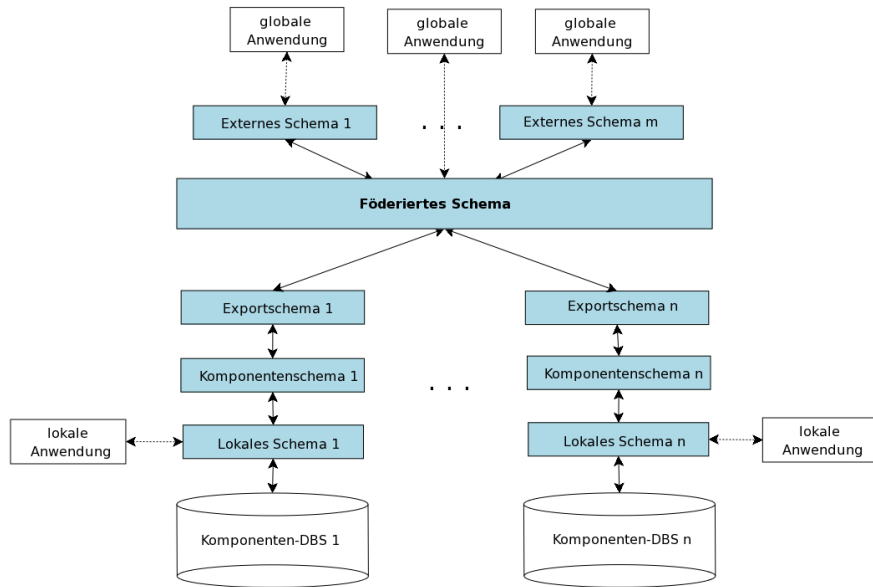 globale
Anwendung
globale
Anwendung
globale
Anwendung
Externes Schema 1
. . .
Externes Schema m
Föderiertes Schema
Exportschema 1
Exportschema n
Komponentenschema 1
. . .
Komponentenschema n
lokale
Anwendung
Lokales Schema 1
Lokales Schema n
lokale
Anwendung
Komponenten-DBS 1
Komponenten-DBS n